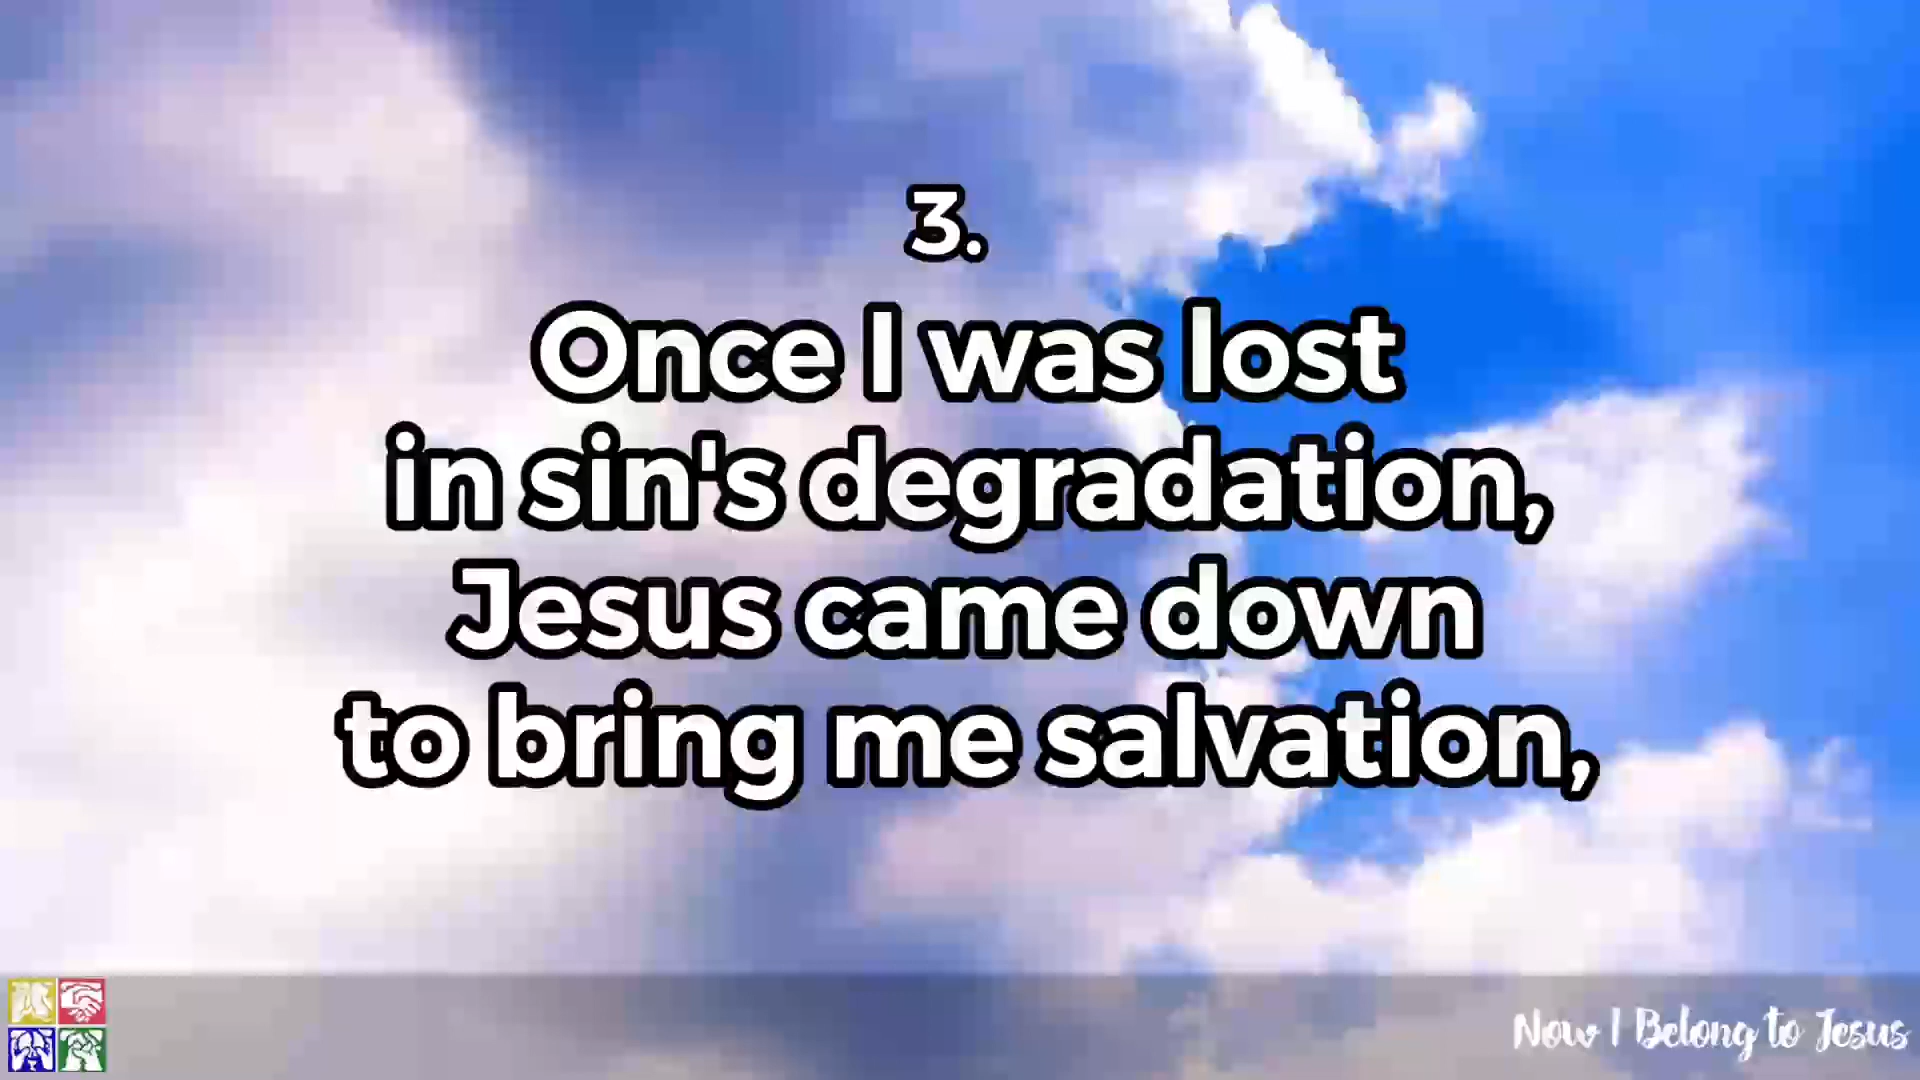 3.
Once I was lost
in sin's degradation,
Jesus came down
to bring me salvation,
Now I Belong to Jesus